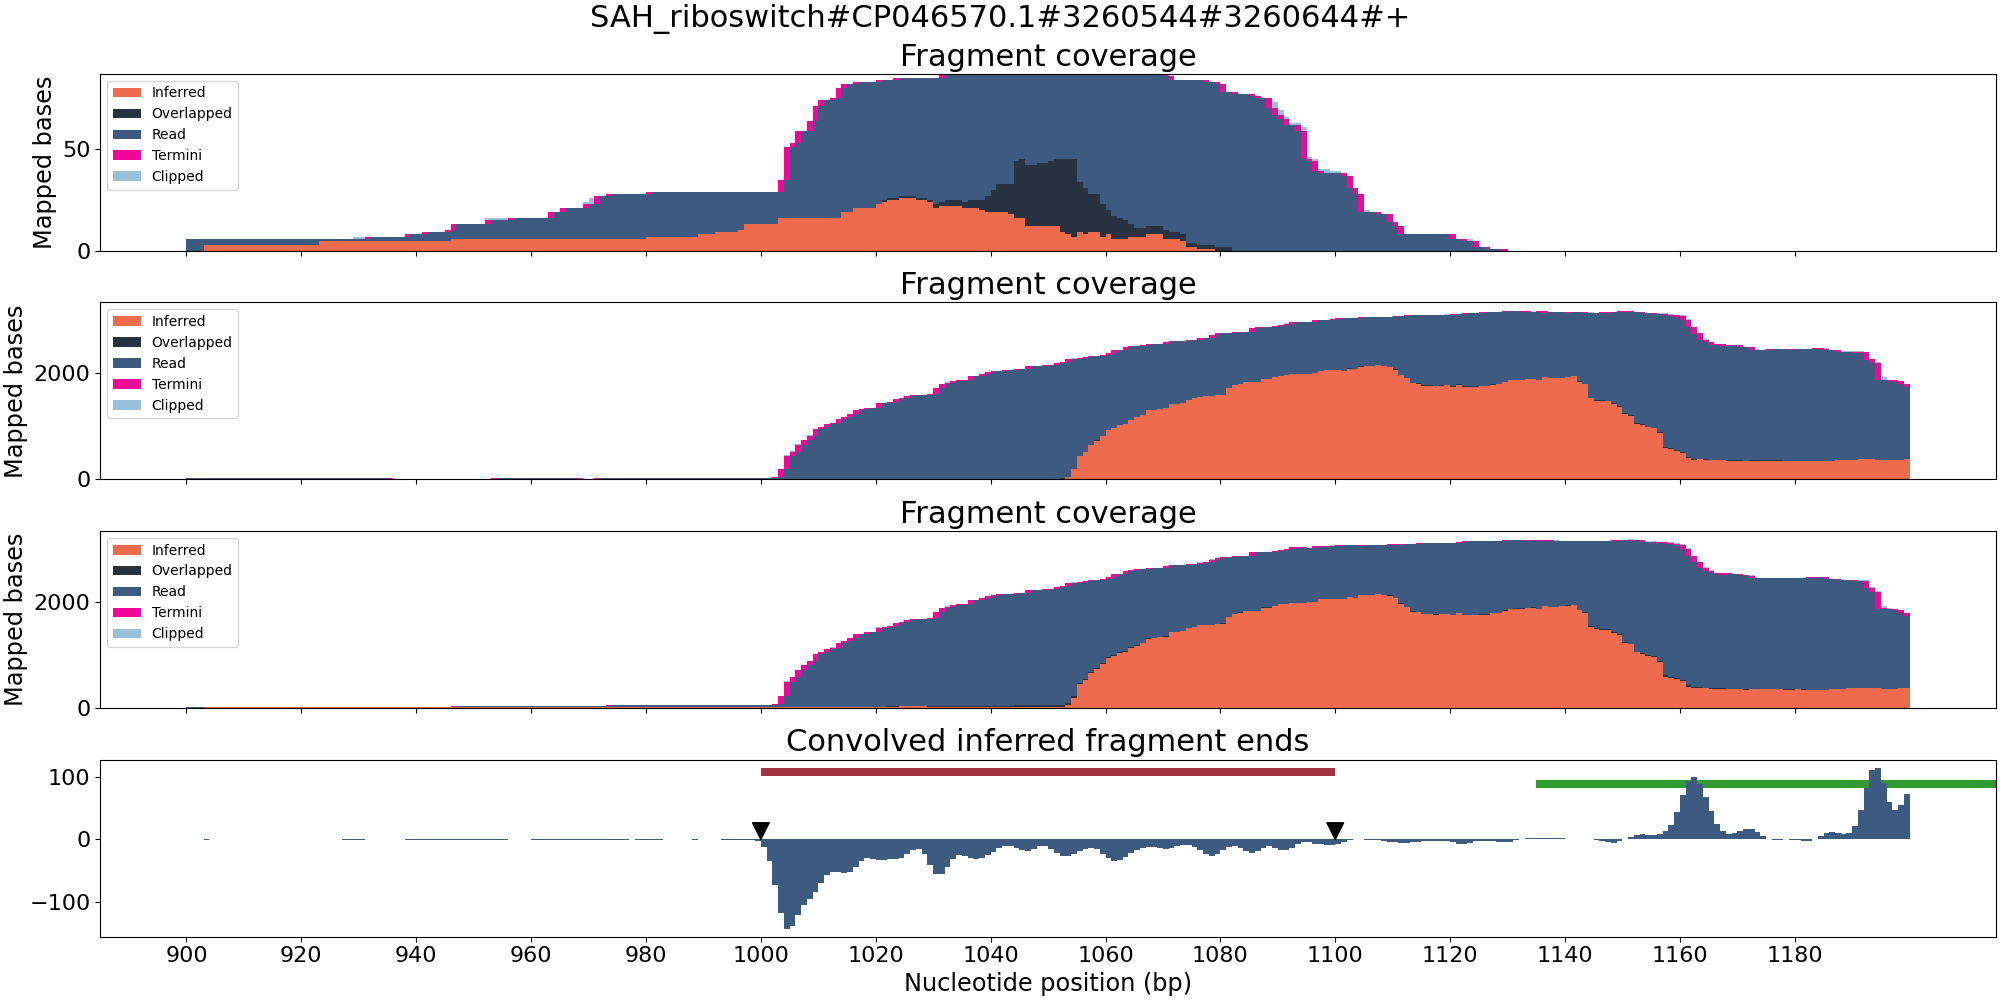 SAH_riboswitch#CP046570.1#3260544#3260644#+
Fragment coverage
Mapped bases
50
0
Inferred
Overlapped
Read
Termini
Clipped
Fragment coverage
Mapped bases
2000
0
Inferred
Overlapped
Read
Termini
Clipped
Fragment coverage
Mapped bases
2000
0
Inferred
Overlapped
Read
Termini
Clipped
Convolved inferred fragment ends
100
0
−100
900 920 940 960 980 1000 1020 1040 1060 1080 1100 1120 1140 1160 1180
Nucleotide position (bp)